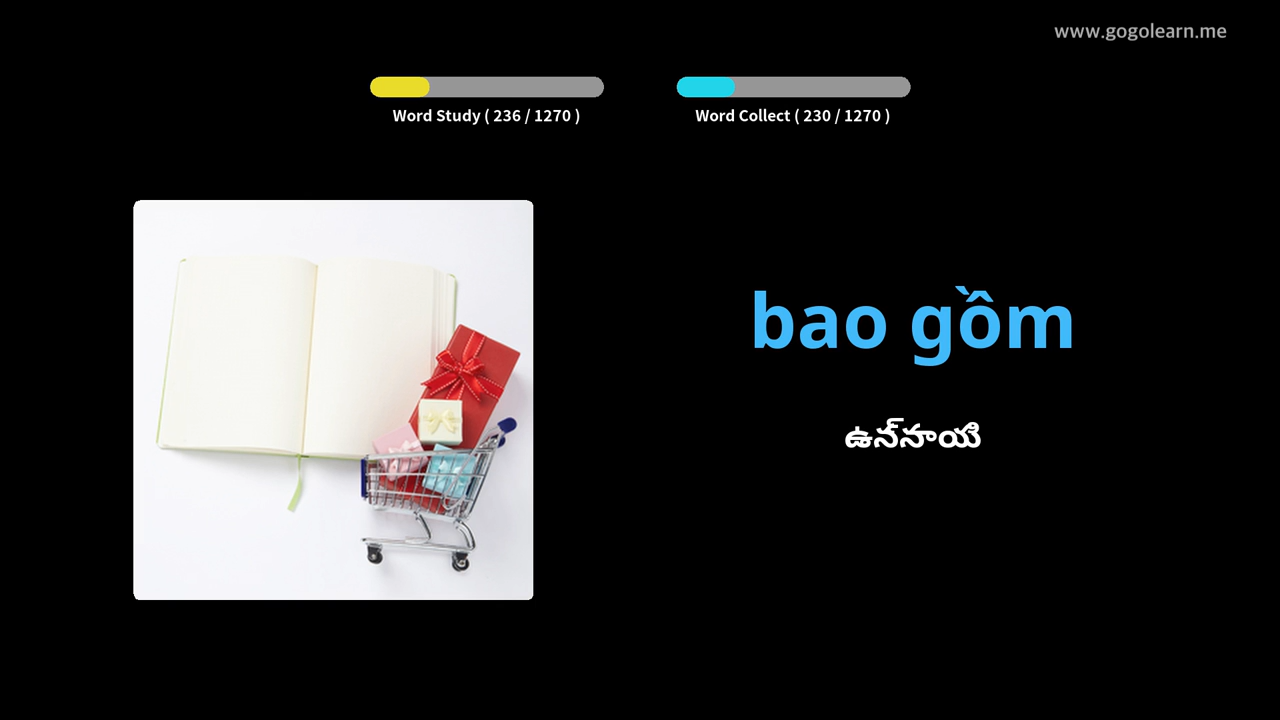 www.gogolearn.me
Word Study ( 236 / 1270 )
Word Collect ( 230 / 1270 )
bao gồm
ఉన్నాయి